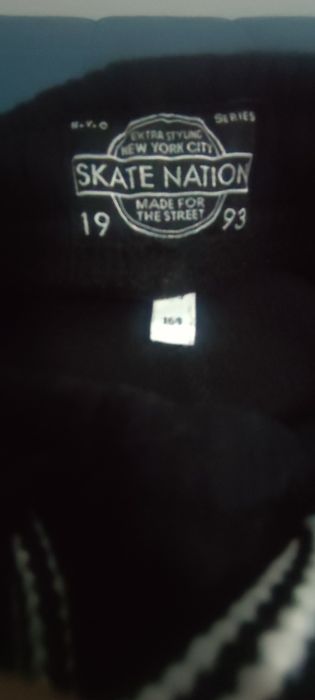 N.Y.C SERIES
EXTRA STYLING
NEW YORK CITY
SKATE NATION
MADE FOR
THE STREET
19 93
164